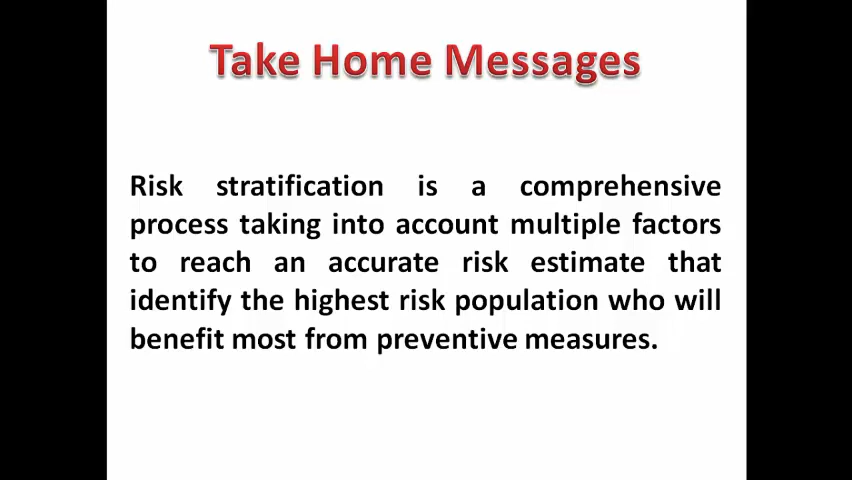 Take Home Messages
Risk stratification is a comprehensive
process taking into account multiple factors
to reach an accurate risk estimate that
identify the highest risk population who will
benefit most from preventive measures.